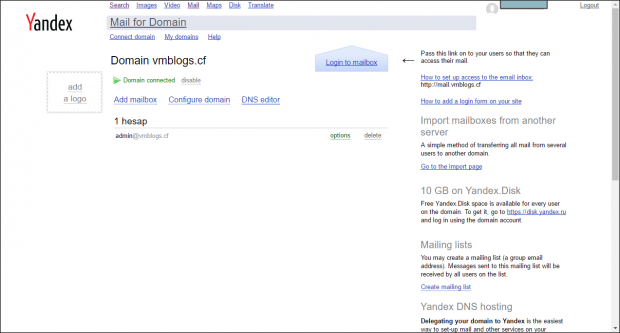 Search Images Video Mail Maps Disk Translate
Logout
Yandex
Mail for Domain
Connect domain My domains Help
Domain vmblogs.cf
Login to mailbox
←
add
a logo
Domain connected disable
Add mailbox Configure domain DNS editor
1 hesap
admin@vmblogs.cf options delete
Pass this link on to your users so that they can
access their mail
How to set up access to the email inbox:
http://mail.vmblogs.cf
How to add a login form on your site
Import mailboxes from another
server
A simple method of transferring all mail from several
users to another domain.
Go to the import page
10 GB on Yandex.Disk
Free Yandex.Disk space is available for every user
on the domain. To get it, go to https://disk.yandex.ru
and log in using the domain account.
Mailing lists
You may create a mailing list (a group email
address). Messages sent to this mailing list will be
received by all users on the list.
Create mailing list
Yandex DNS hosting
Delegating your domain to Yandex is the easiest
way to set-up mail and other services on your